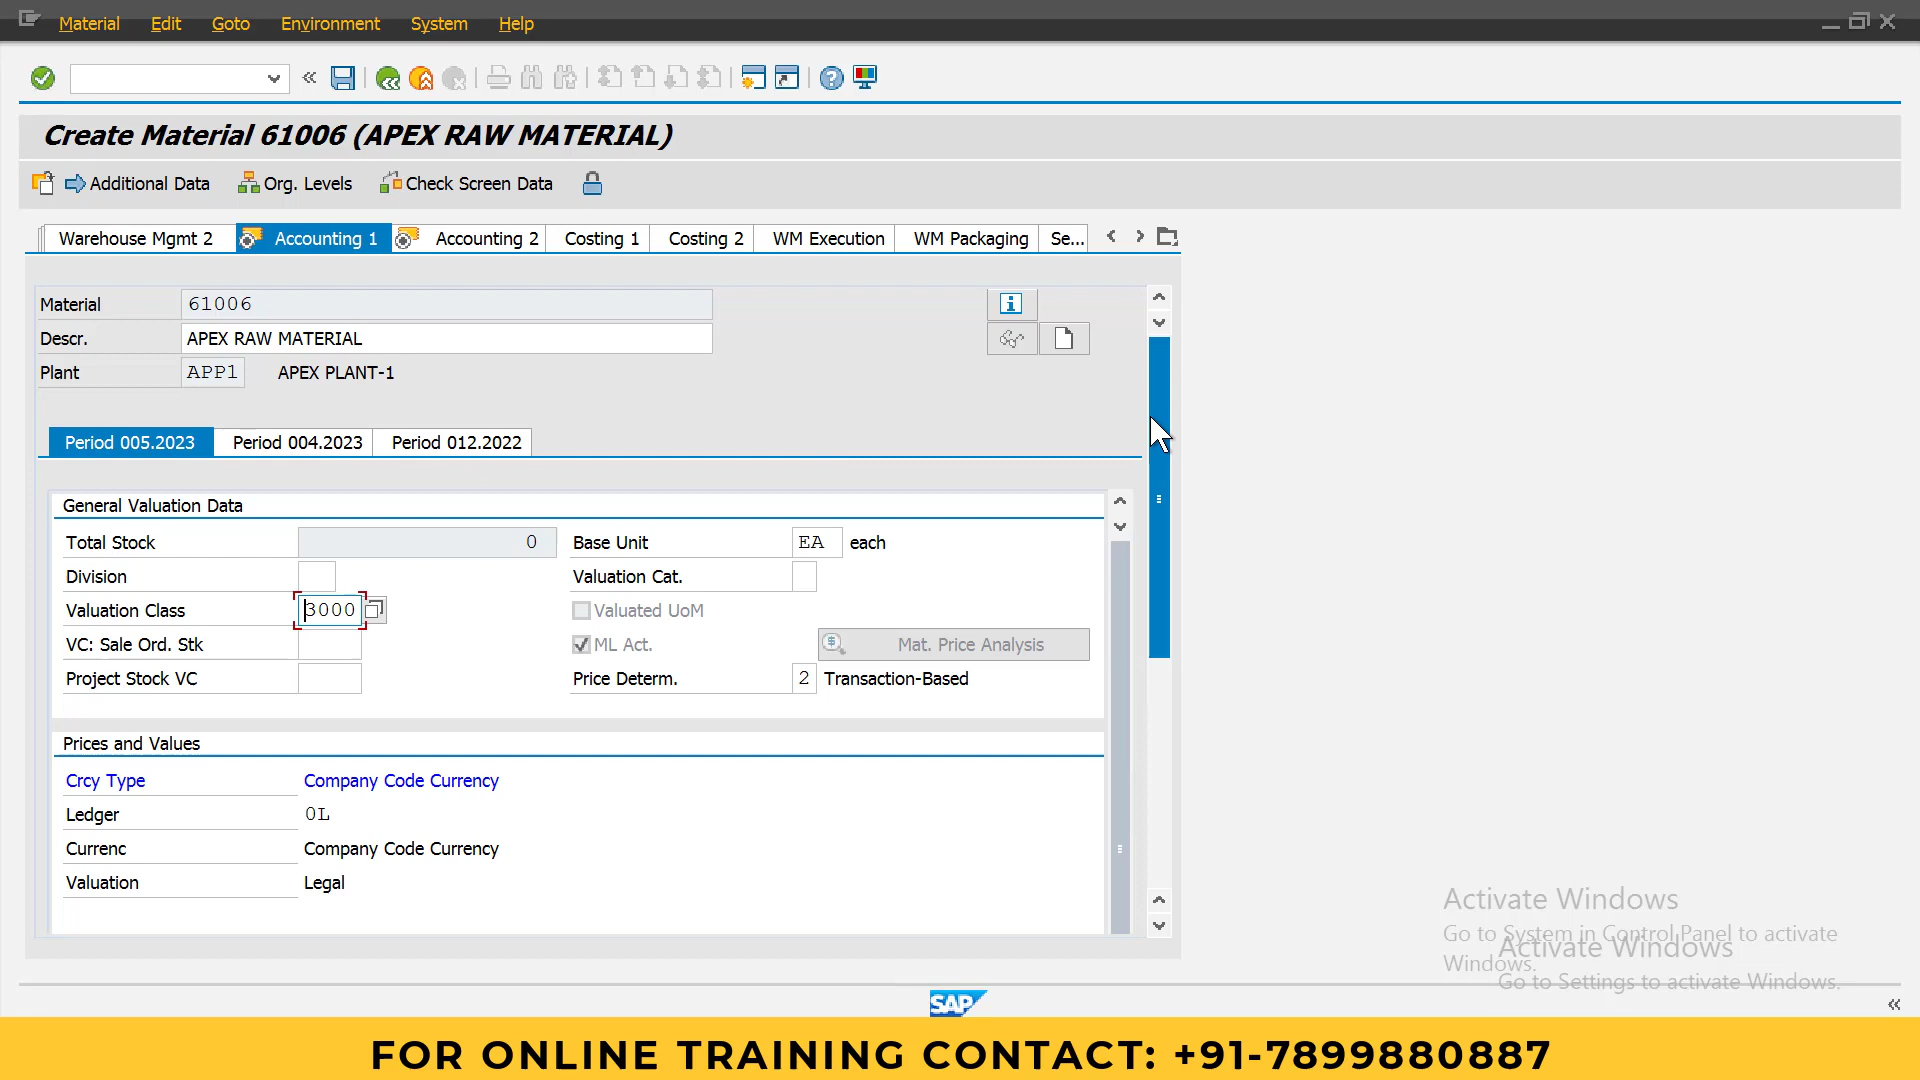 Material Edit Goto Environment System Help
Create Material 61006 (APEX RAW MATERIAL)
Additional Data Org. Levels Check Screen Data
Warehouse Mgmt 2 Accounting 1 Accounting 2 Costing 1 Costing 2 WM Execution WM Packaging Se...
Material 61006
Descr. APEX RAW MATERIAL
Plant APP1 APEX PLANT-1
Period 005.2023 Period 004.2023 Period 012.2022
General Valuation Data
Total Stock 0 Base Unit EA each
Division Valuation Cat.
Valuation Class 3000 Valuated UoM
VC: Sale Ord. Stk ML Act. Mat. Price Analysis
Project Stock VC Price Determ. 2 Transaction-Based
Prices and Values
Crcy Type Company Code Currency
Ledger 0L
Currenc Company Code Currency
Valuation Legal
Activate Windows
Go to System in Control Panel to activate
Windows.
Activate Windows
Go to Settings to activate Windows.
SAP
FOR ONLINE TRAINING CONTACT: +91-7899880887